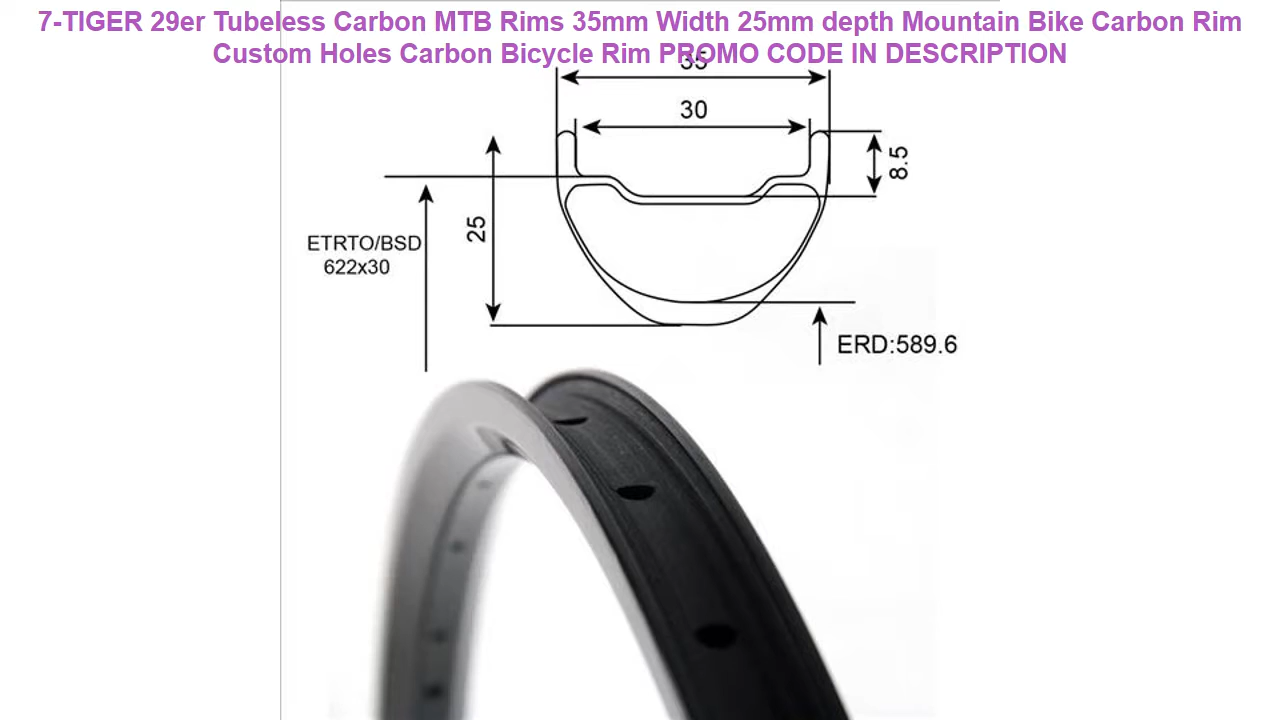 7-TIGER 29er Tubeless Carbon MTB Rims 35mm Width 25mm depth Mountain Bike Carbon Rim
Custom Holes Carbon Bicycle Rim PROMO CODE IN DESCRIPTION
35
30
8.5
25
ETRTO/BSD
622x30
ERD:589.6